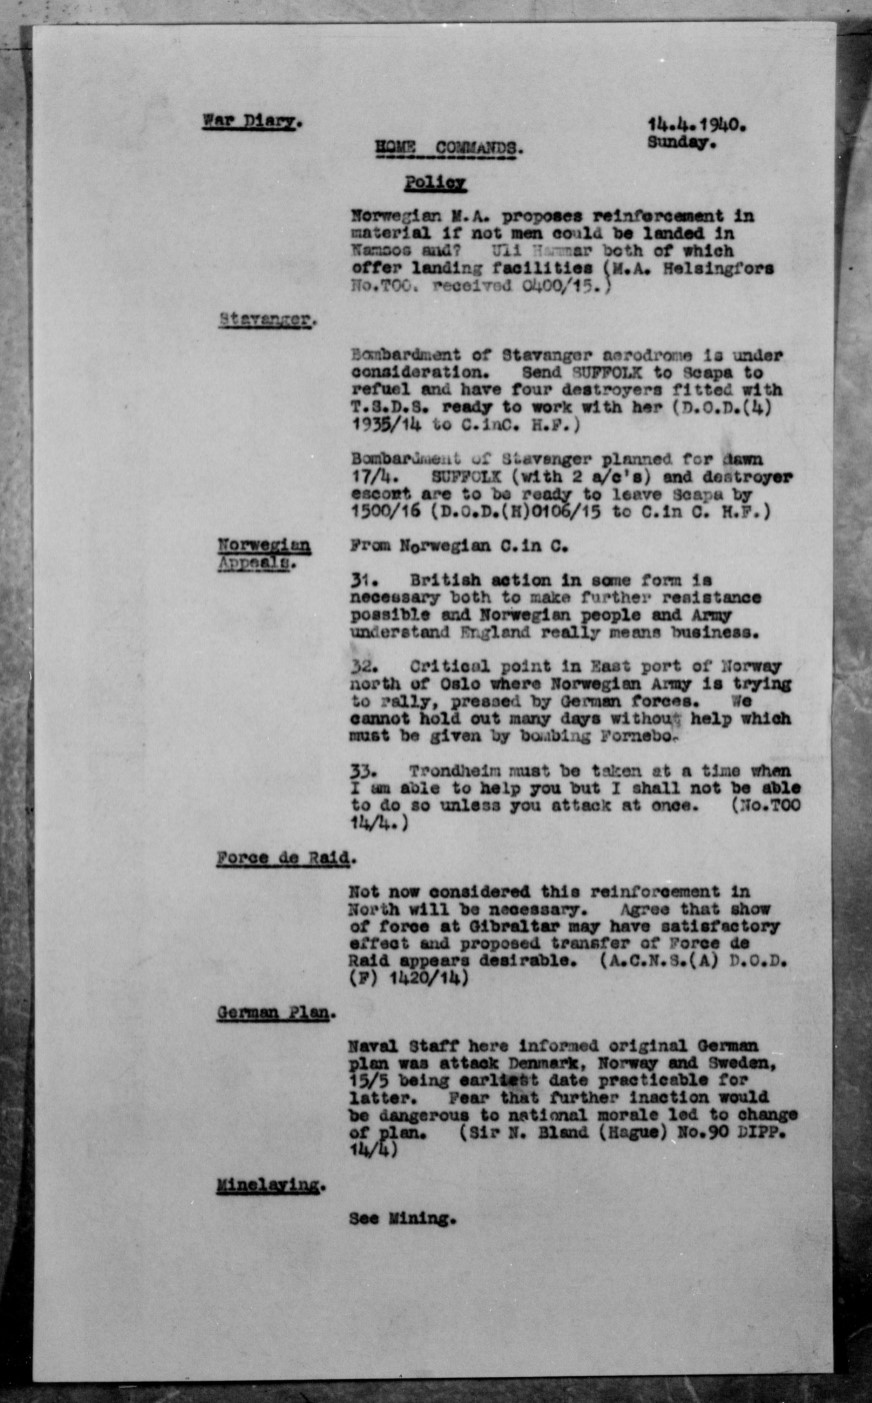 War Diary.
14.4.1940.
Sunday.
HOME COMMANDS.
Policy
Norwegian M.A. proposes reinforcement in
material if not men could be landed in
Namsos and? both of which
offer landing facilities (M.A. Helsingfors
No.TOO. received 0400/15.)
Stavanger.
Bombardment of Stavanger aerodrome is under
consideration. Send SUFFOLK to Scapa to
refuel and have four destroyers fitted with
T.S.D.S. ready to work with her (D.O.D.(4)
1935/14 to C.inC. H.F.)
Bombardment of Stavanger planned for dawn
17/4. SUFFOLK (with 2 a/c's) and destroyer
escort are to be ready to leave Scapa by
1500/16 (D.O.D.(H)0106/15 to C.in C. H.F.)
Norwegian
Appeals.
From Norwegian C.in C.
31. British action in some form is
necessary both to make further resistance
possible and Norwegian people and Army
understand England really means business.
32. Critical point in East port of Norway
north of Oslo where Norwegian Army is trying
to rally, pressed by German forces. We
cannot hold out many days without help which
must be given by bombing Fornebo.
33. Trondheim must be taken at a time when
I am able to help you but I shall not be able
to do so unless you attack at once. (No.TOO
14/4.)
Force de Raid.
Not now considered this reinforcement in
North will be necessary. Agree that show
of force at Gibraltar may have satisfactory
effect and proposed transfer of Force de
Raid appears desirable. (A.C.N.S.(A) D.O.D.
(F) 1420/14)
German Plan.
Naval Staff here informed original German
plan was attack Denmark, Norway and Sweden,
15/5 being earliest date practicable for
latter. Fear that further inaction would
be dangerous to national morale led to change
of plan. (Sir N. Bland (Hague) No.90 DIPP.
14/4)
Minelaying.
See Mining.